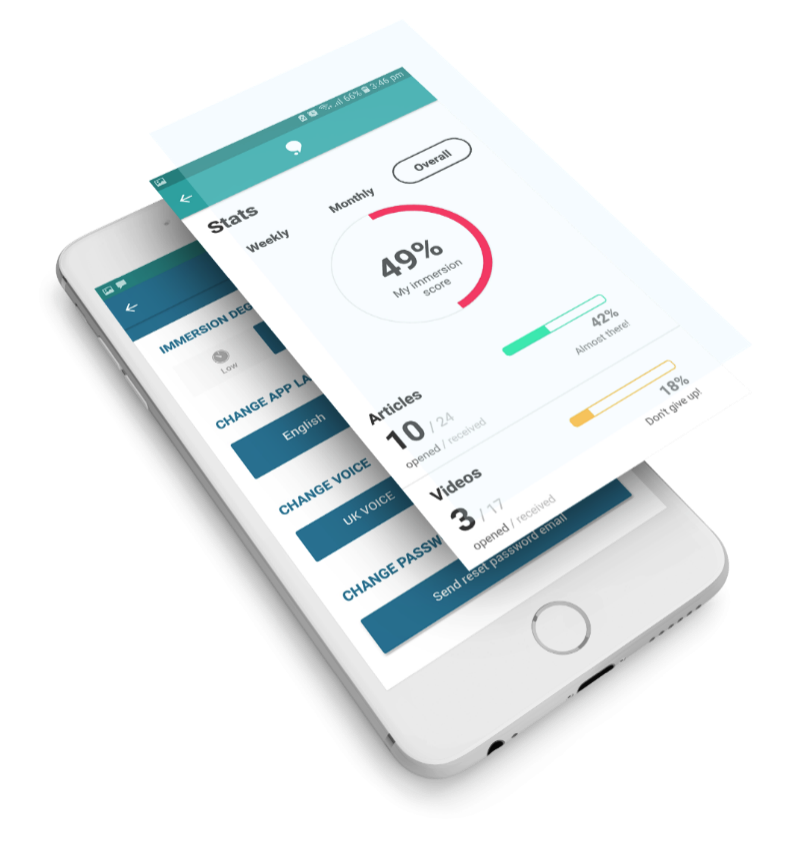 66% 3:46 pm
Stats
Weekly
Monthly
Overall
49%
My immersion
score
Articles
10 / 24
opened / received
42%
Almost there!
Videos
3 / 17
opened / received
18%
Don't give up!
IMMERSION DEG
Low
CHANGE APP LA
English
CHANGE VOICE
UK VOICE
CHANGE PASSW
Send reset password email